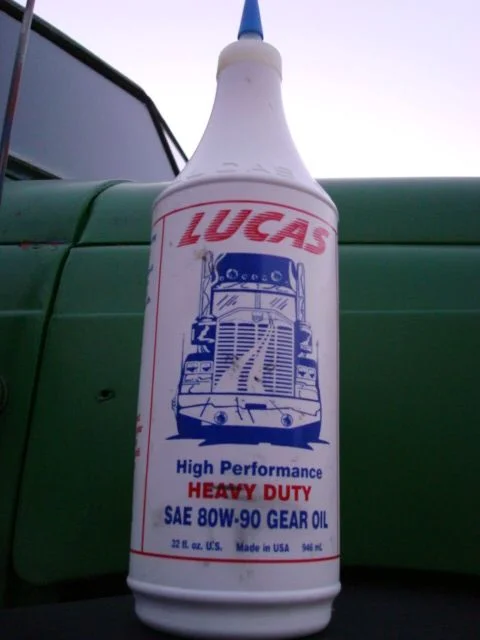 LUCAS
High Performance
HEAVY DUTY
SAE 80W-90 GEAR OIL
32 fl. oz. U.S. Made in USA 946 mL